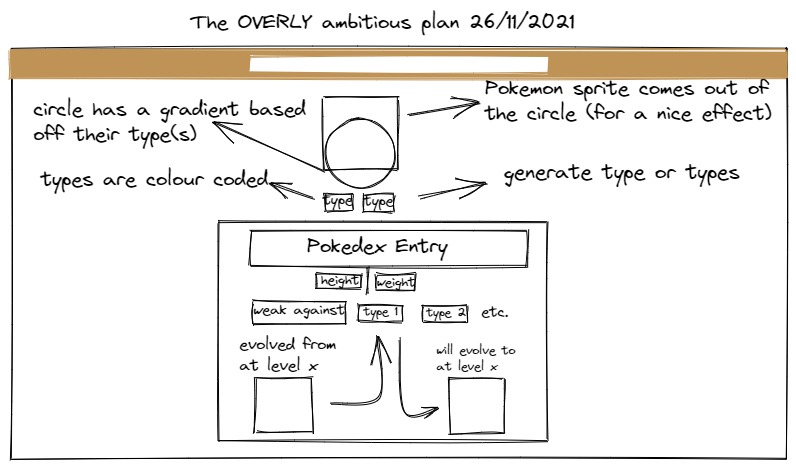 The OVERLY ambitious plan 26/11/2021
circle has a gradient based
off their type(s)
Pokemon sprite comes out of
the circle (for a nice effect)
types are colour coded
generate type or types
type type
Pokedex Entry
height weight
weak against type 1 type 2 etc.
evolved from
at level x
will evolve to
at level x